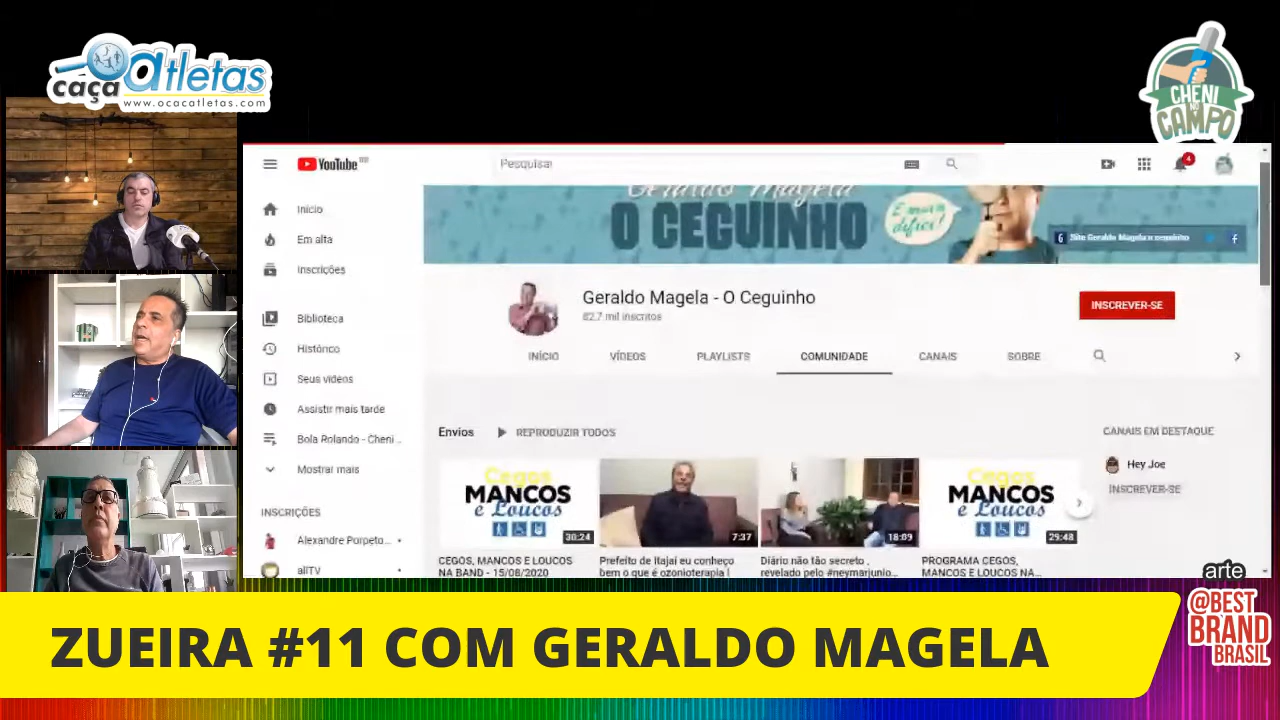 caça atletas
www.ocacatletas.com
CHENI
NO
CAMPO
YouTube BR
Pesquisar
4
Início
Em alta
Inscrições
Biblioteca
Histórico
Seus vídeos
Assistir mais tarde
Bola Rolando - Cheni ..
Mostrar mais
INSCRIÇÕES
Alexandre Porpeto...
allTV
Geraldo Magela
O CEGUINHO
Site Geraldo Magela o ceguinho
Geraldo Magela - O Ceguinho
82.7 mil inscritos
INSCREVER-SE
INÍCIO
VÍDEOS
PLAYLISTS
COMUNIDADE
CANAIS
SOBRE
Envios
REPRODUZIR TODOS
CANAIS EM DESTAQUE
Hey Joe
INSCREVER-SE
Cegos
MANCOS
e Loucos
30:24
7:37
18:09
Cegos
MANCOS
e Loucos
29:48
CEGOS, MANCOS E LOUCOS
NA BAND - 15/08/2020
Prefeito de Itajaí eu conheço
bem o que é ozonioterapia |
Diário não tão secreto ,
revelado pelo #neymarjunio...
PROGRAMA CEGOS,
MANCOS E LOUCOS NA...
arte
@BEST
BRAND
BRASIL
ZUEIRA #11 COM GERALDO MAGELA